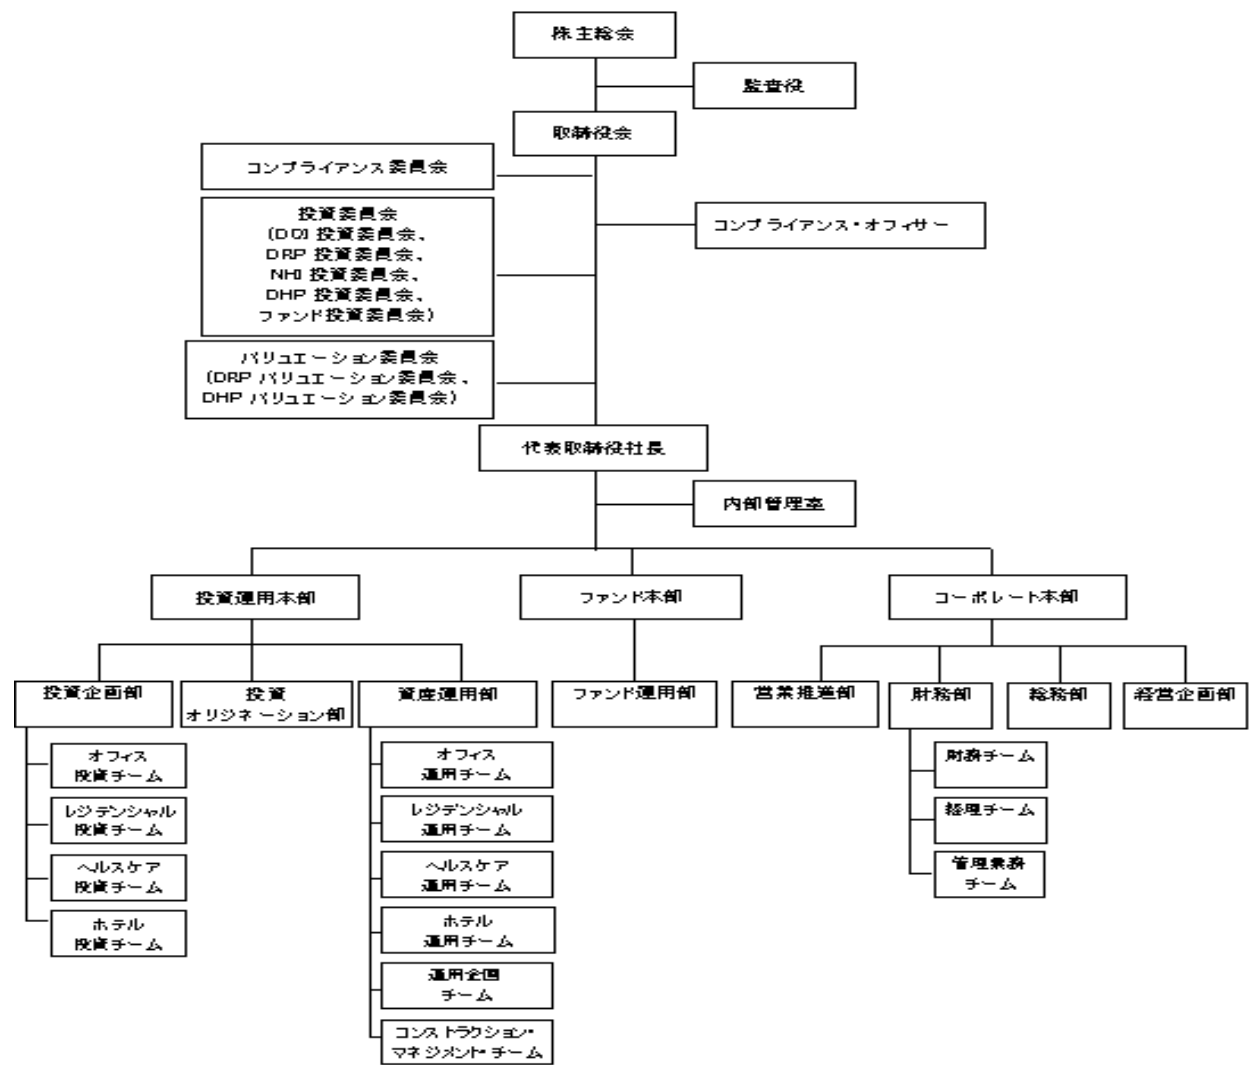 株主総会
監査役
取締役会
コンプライアンス委員会
投資委員会
(DOI 投資委員会、
DRP 投資委員会、
NHI 投資委員会、
DHP 投資委員会、
ファンド投資委員会)
コンプライアンス・オフィサー
バリュエーション委員会
(DRP バリュエーション委員会、
DHP バリュエーション委員会)
代表取締役社長
内部管理室
投資運用本部
ファンド本部
コーポレート本部
投資企画部
投資
オリジネーション部
資産運用部
ファンド運用部
営業推進部
財務部
総務部
経営企画部
オフィス
投資チーム
レジデンシャル
投資チーム
ヘルスケア
投資チーム
ホテル
投資チーム
オフィス
運用チーム
レジデンシャル
運用チーム
ヘルスケア
運用チーム
ホテル
運用チーム
運用企画
チーム
コンストラクション・
マネジメント・チーム
財務チーム
経理チーム
管理業務
チーム